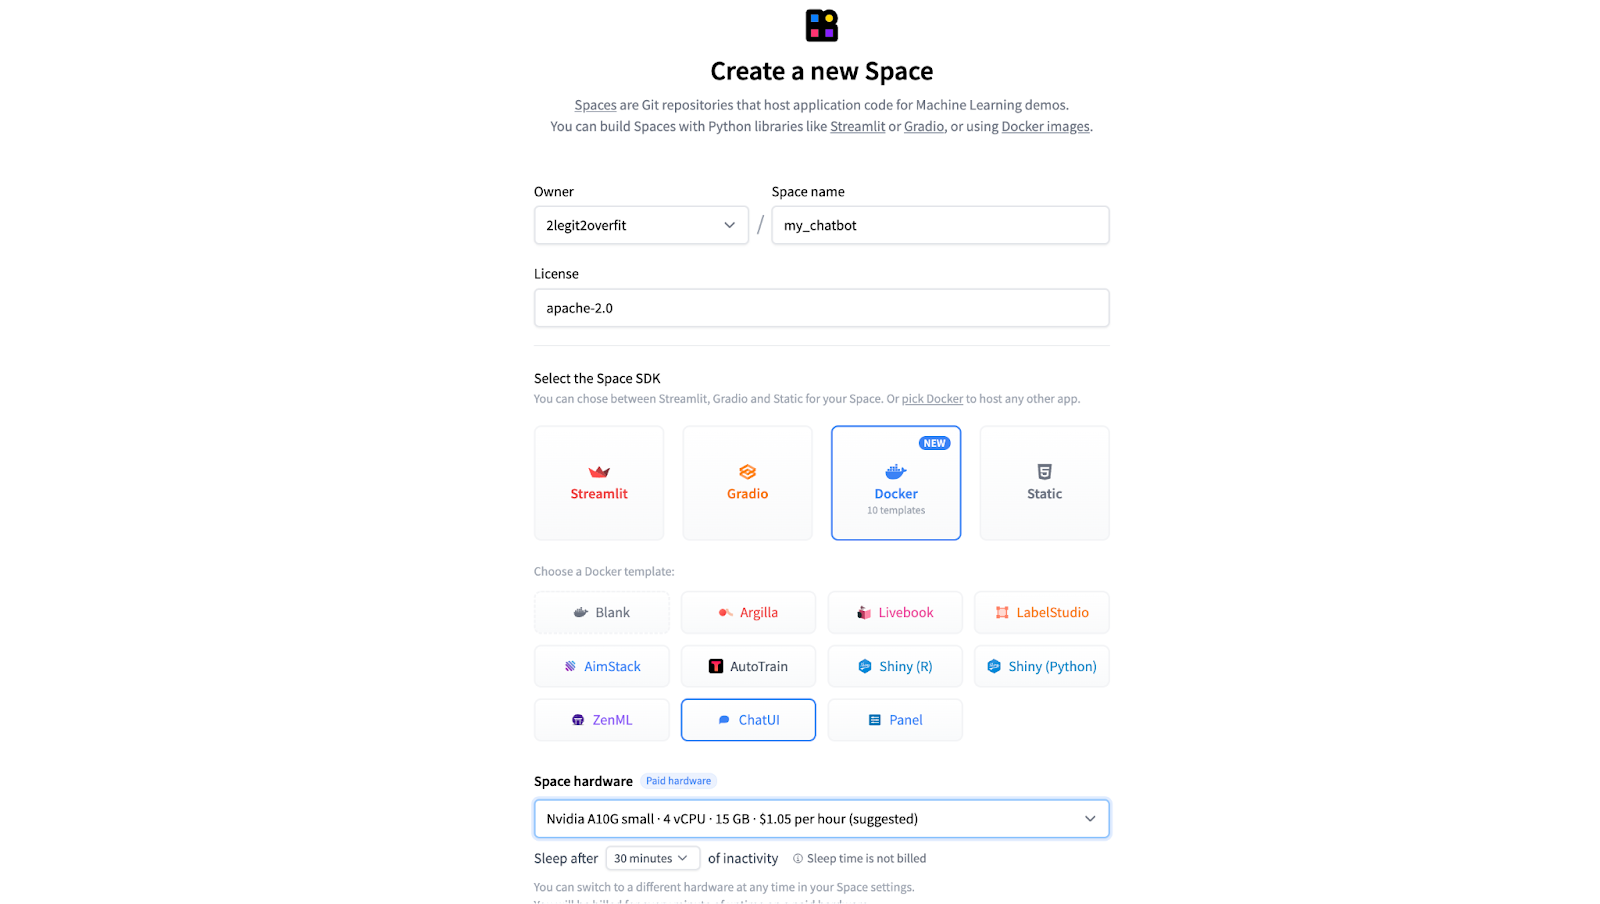 Create a new Space
Spaces are Git repositories that host application code for Machine Learning demos.
You can build Spaces with Python libraries like Streamlit or Gradio, or using Docker images.
Owner
Space name
2legit2overfit
/
my_chatbot
License
apache-2.0
Select the Space SDK
You can chose between Streamlit, Gradio and Static for your Space. Or pick Docker to host any other app.
NEW
Streamlit
Gradio
Docker
10 templates
Static
Choose a Docker template:
Blank
Argilla
Livebook
LabelStudio
AimStack
AutoTrain
Shiny (R)
Shiny (Python)
ZenML
ChatUI
Panel
Space hardware
Paid hardware
Nvidia A10G small · 4 vCPU · 15 GB · $1.05 per hour (suggested)
Sleep after 30 minutes of inactivity Sleep time is not billed
You can switch to a different hardware at any time in your Space settings.